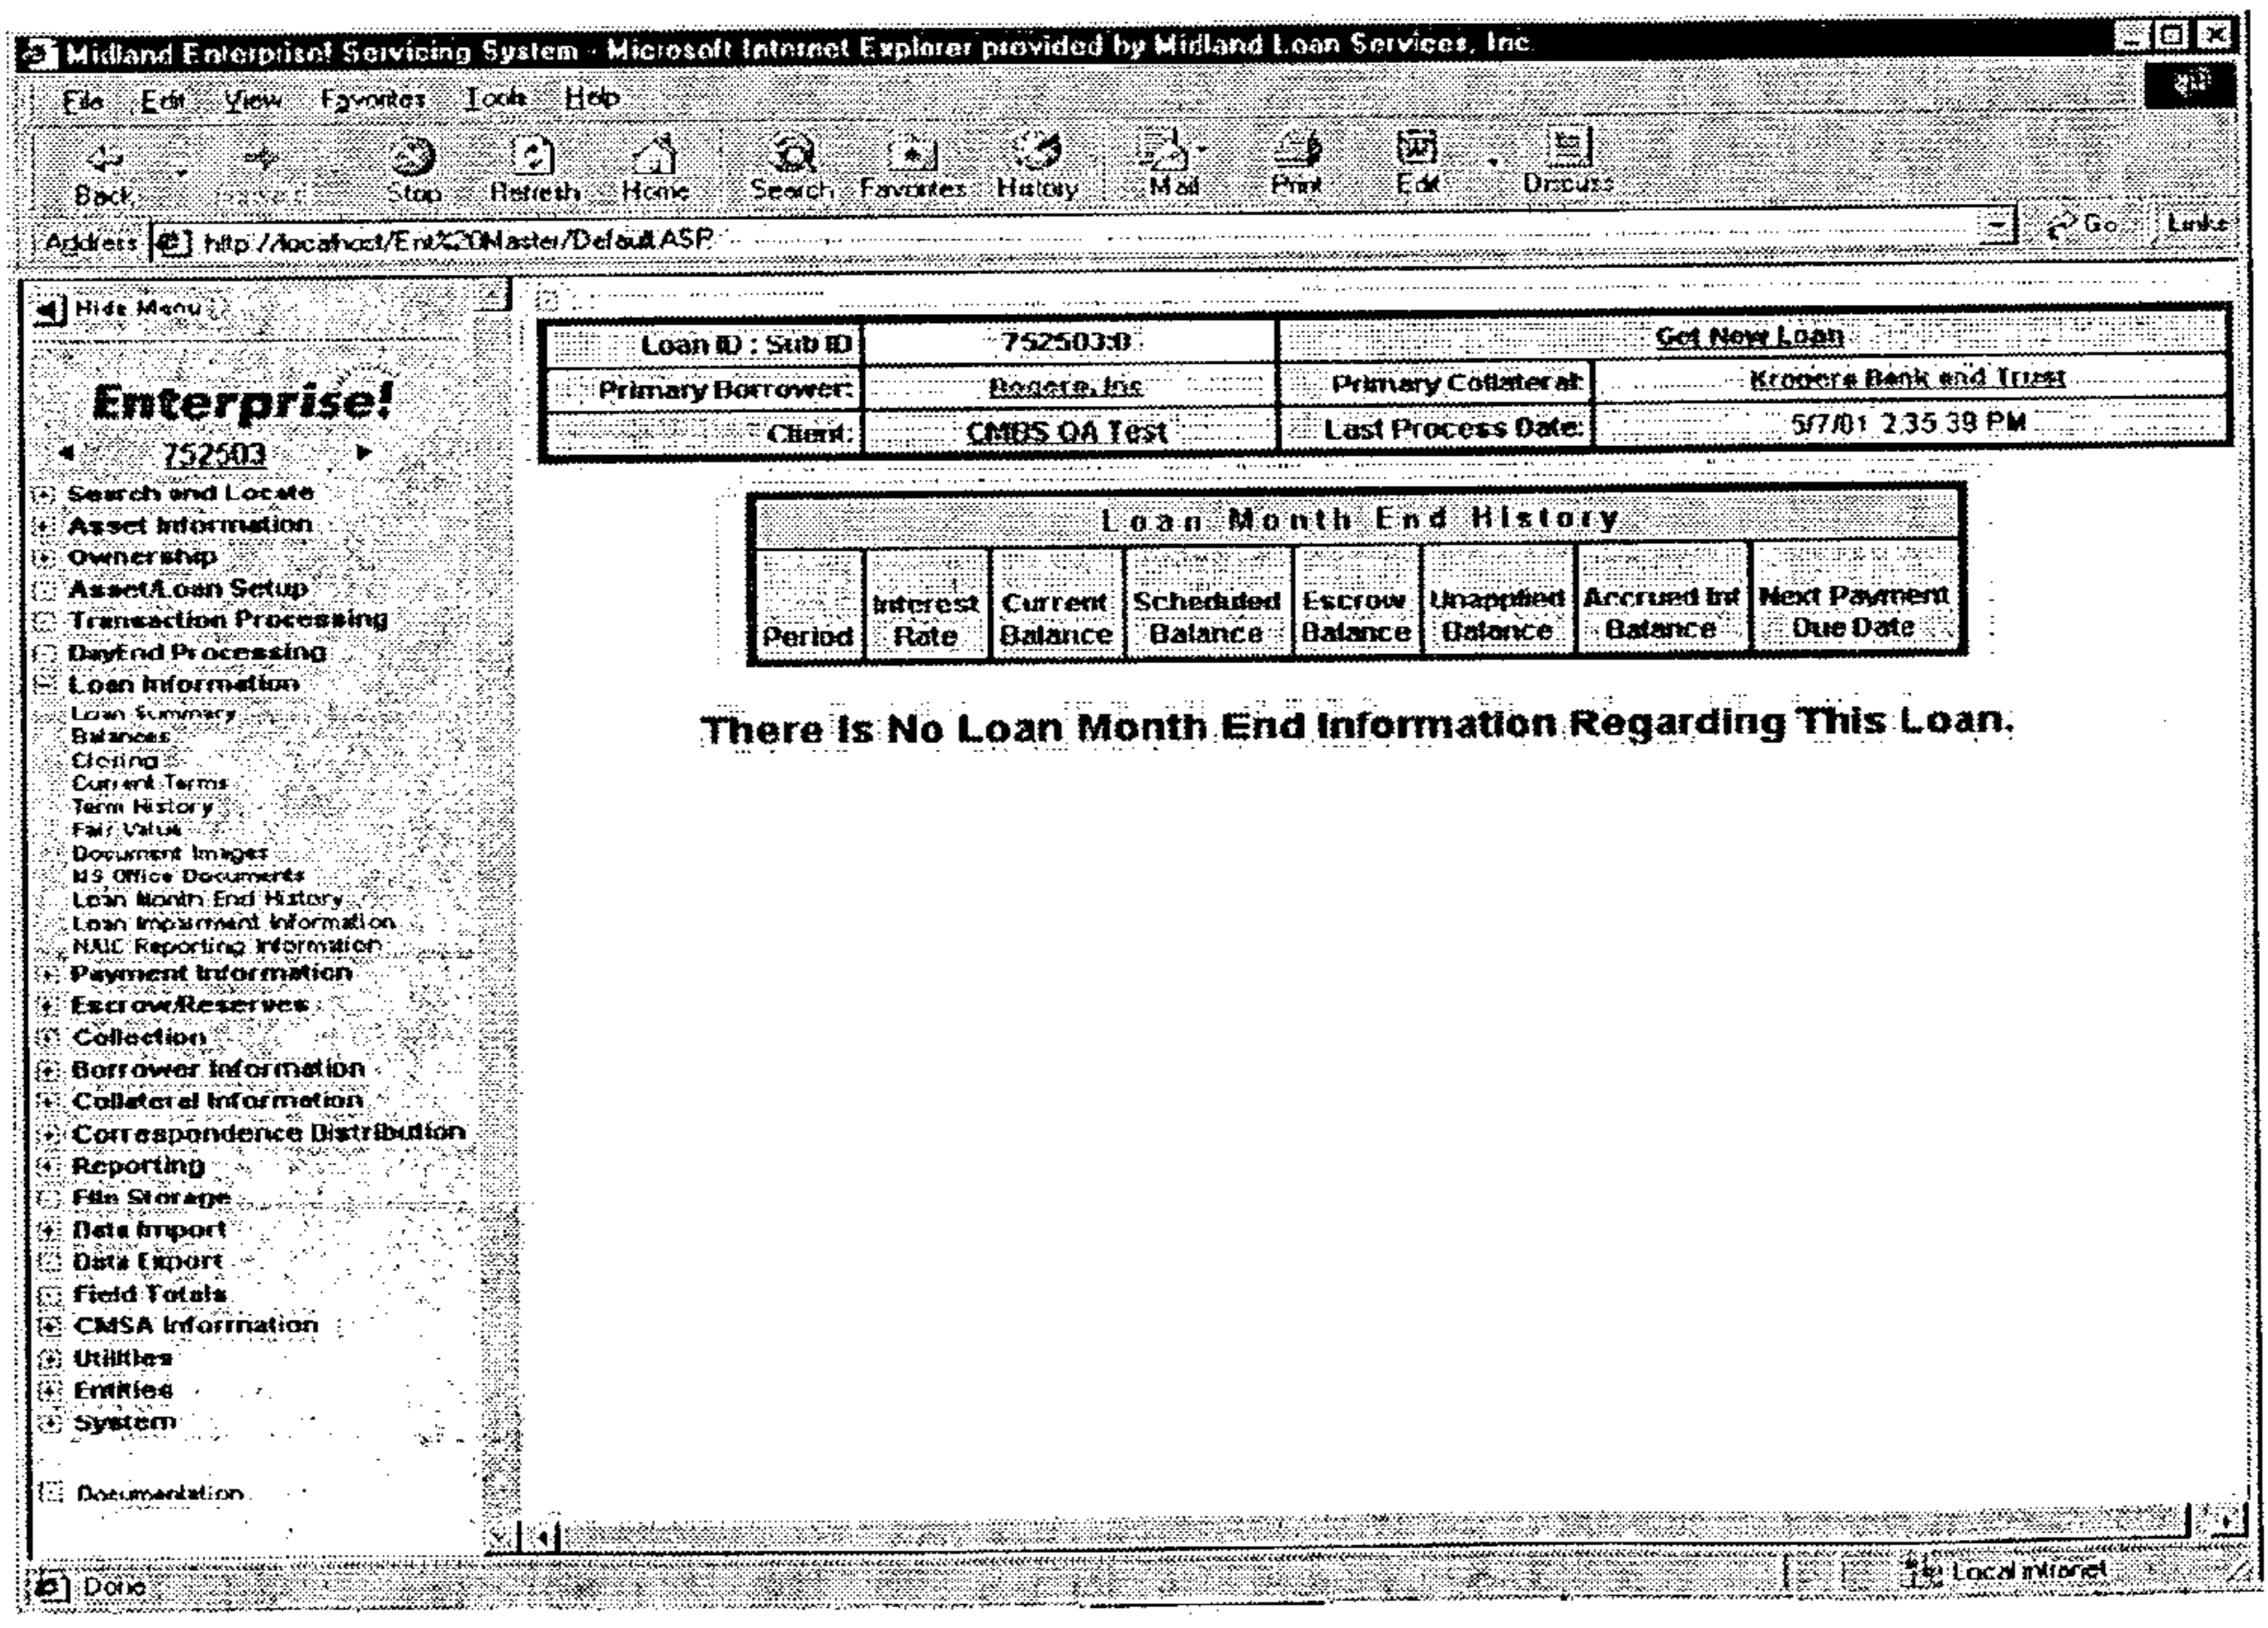 Midland Enterprise! Servicing System - Microsoft Internet Explorer provided by Midland Loan Services, Inc.
File Edit View Favorites Tools Help
Back Stop Refresh Home Search Favorites History Mail Print Edit Discuss
Address http://localhost/Ent%20Master/Default.ASP Go Links
Hide Menu
Enterprise!
752503
Search and Locate
Asset Information
Ownership
Asset/Loan Setup
Transaction Processing
DayEnd Processing
Loan Information
Loan Summary
Balances
Closing
Current Terms
Term History
Fair Value
Document Images
MS Office Documents
Loan Month End History
Loan Impairment Information
NAIC Reporting Information
Payment Information
Escrow/Reserves
Collection
Borrower Information
Collateral Information
Correspondence Distribution
Reporting
File Storage
Data Import
Data Export
Field Totals
CMSA Information
Utilities
Entities
System
Documentation
Loan ID : Sub ID 752503:0 Get New Loan
Primary Borrower: Rogers, Inc Primary Collateral: Krogers Bank and Trust
Client: CMBS QA Test Last Process Date: 5/7/01 2:35:39 PM
Loan Month End History
Period Interest Rate Current Balance Scheduled Balance Escrow Balance Unapplied Balance Accrued Int Balance Next Payment Due Date
There Is No Loan Month End Information Regarding This Loan.
Done Local intranet